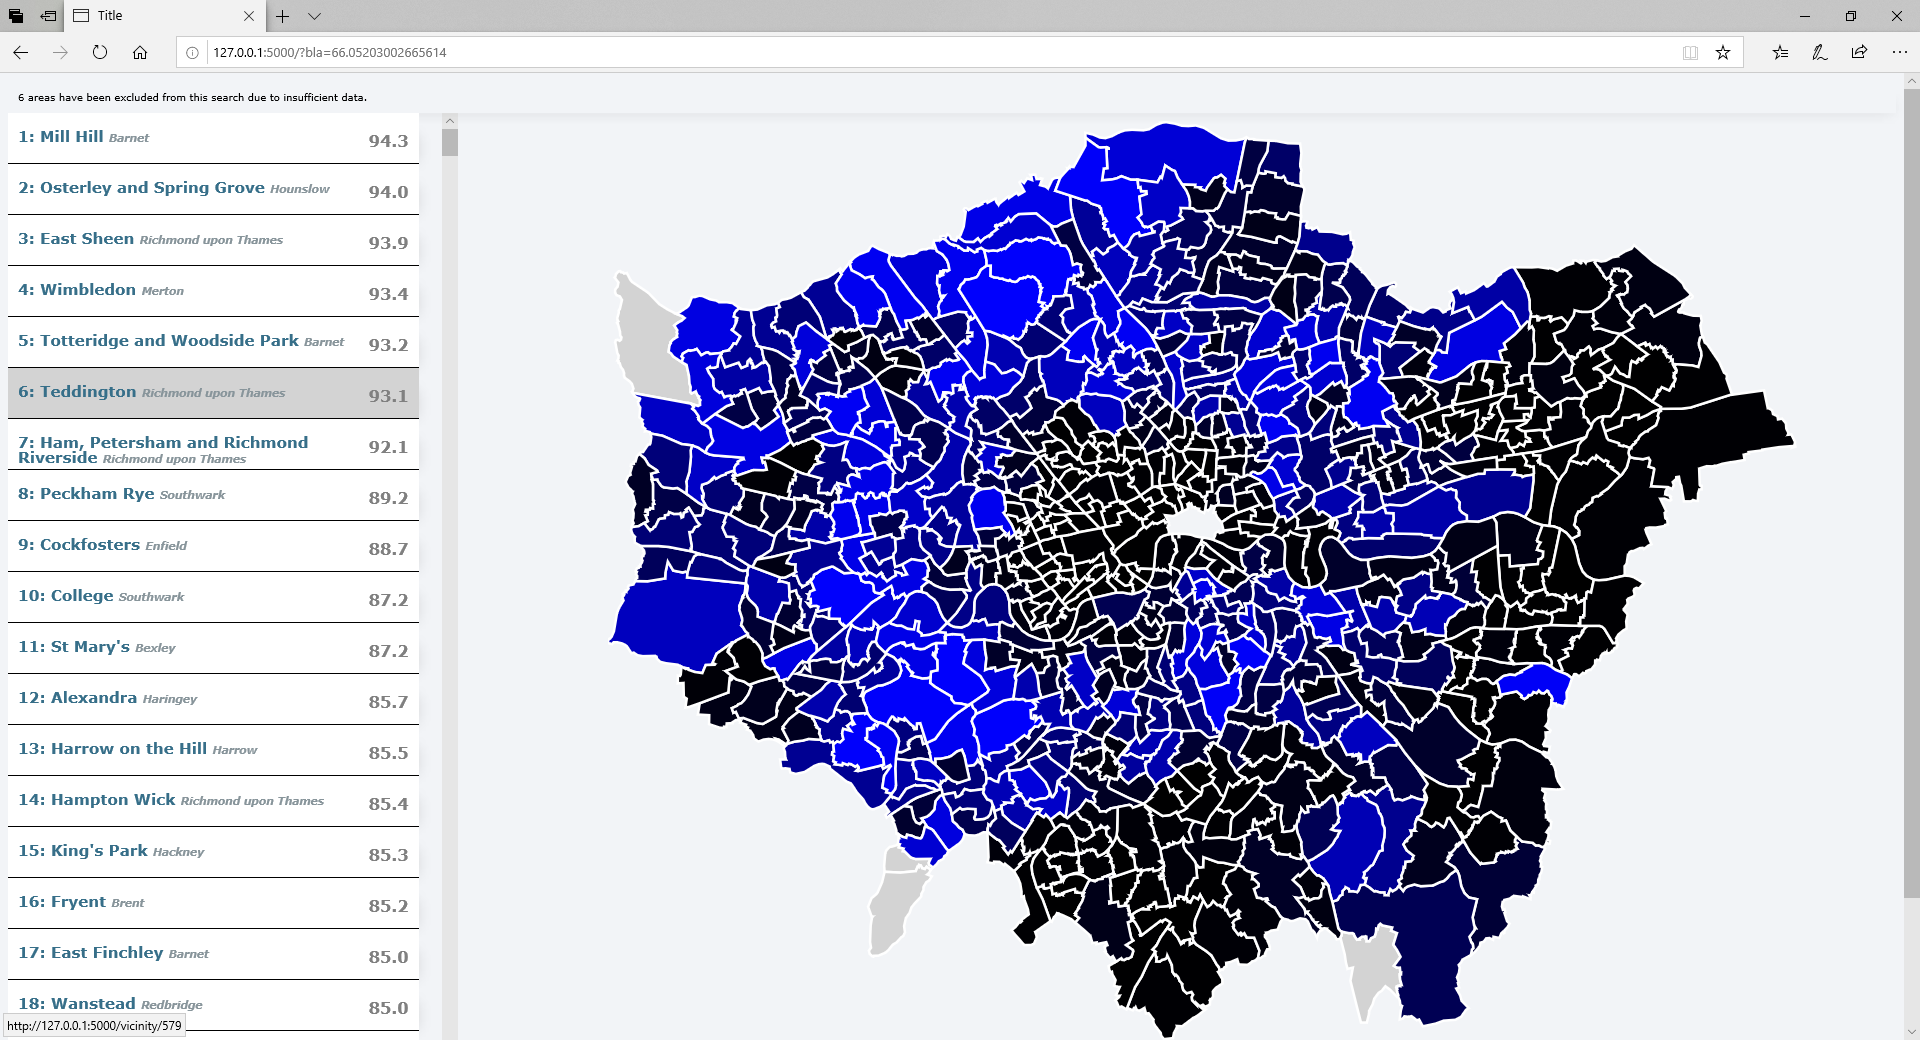 Title
127.0.0.1:5000/?bla=66.05203002665614
6 areas have been excluded from this search due to insufficient data.
1: Mill Hill Barnet 94.3
2: Osterley and Spring Grove Hounslow 94.0
3: East Sheen Richmond upon Thames 93.9
4: Wimbledon Merton 93.4
5: Totteridge and Woodside Park Barnet 93.2
6: Teddington Richmond upon Thames 93.1
7: Ham, Petersham and Richmond
Riverside Richmond upon Thames 92.1
8: Peckham Rye Southwark 89.2
9: Cockfosters Enfield 88.7
10: College Southwark 87.2
11: St Mary's Bexley 87.2
12: Alexandra Haringey 85.7
13: Harrow on the Hill Harrow 85.5
14: Hampton Wick Richmond upon Thames 85.4
15: King's Park Hackney 85.3
16: Fryent Brent 85.2
17: East Finchley Barnet 85.0
18: Wanstead Redbridge 85.0
http://127.0.0.1:5000/vicinity/579